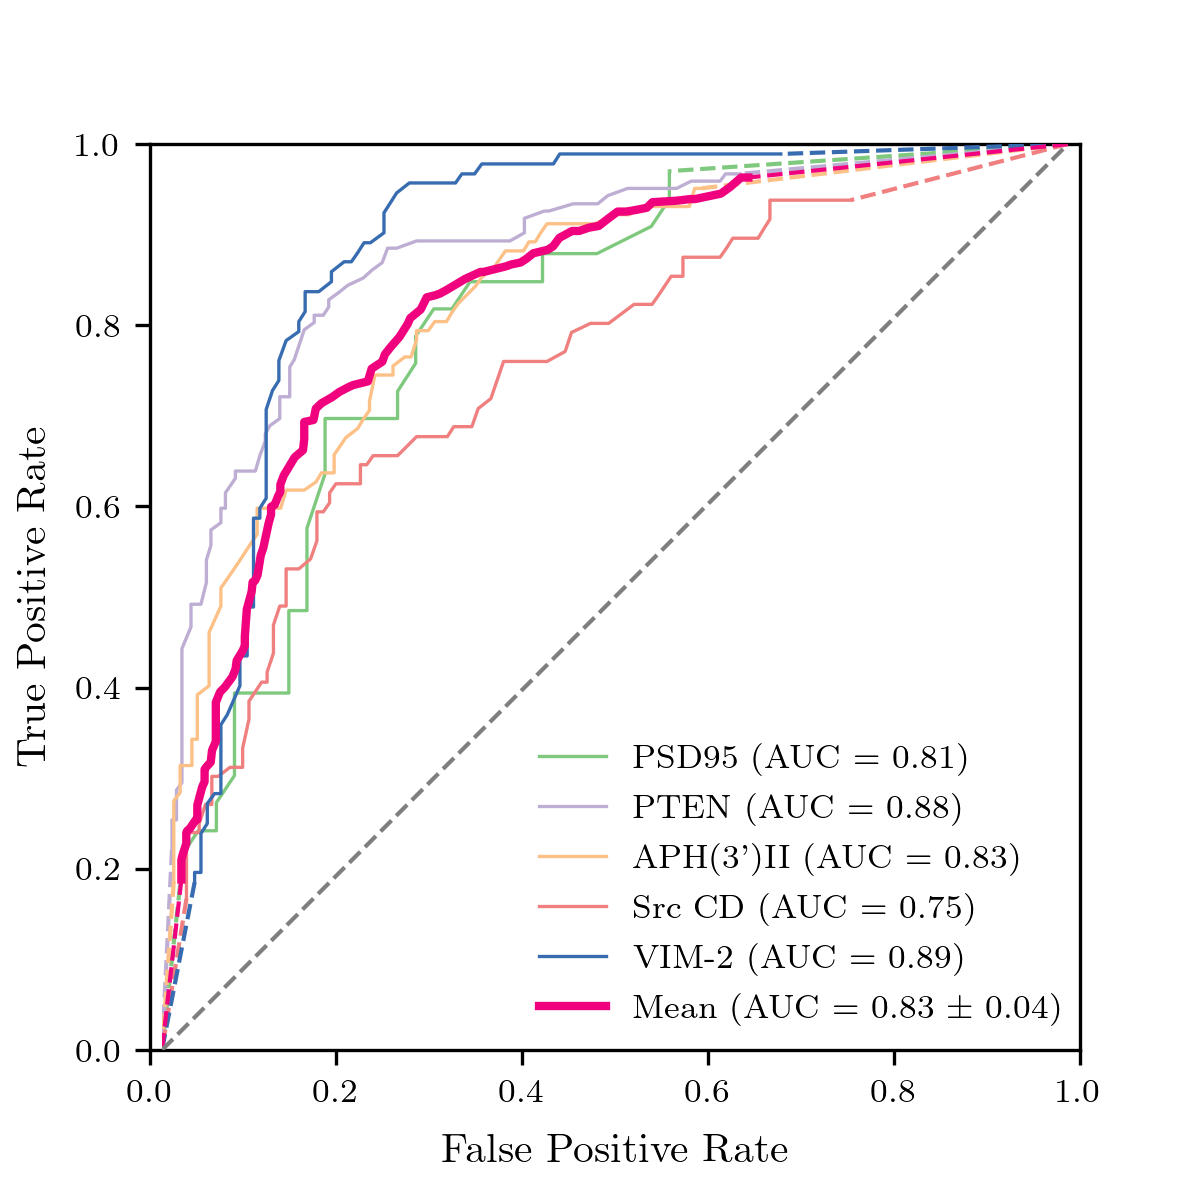 1.0
0.8
0.6
0.4
0.2
0.0
True Positive Rate
PSD95 (AUC = 0.81)
PTEN (AUC = 0.88)
APH(3’)II (AUC = 0.83)
Src CD (AUC = 0.75)
VIM-2 (AUC = 0.89)
Mean (AUC = 0.83 ± 0.04)
0.0 0.2 0.4 0.6 0.8 1.0
False Positive Rate